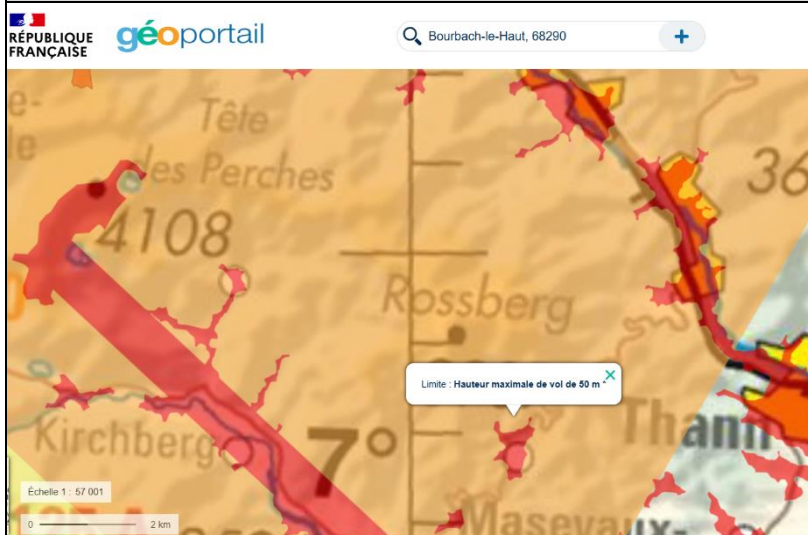 RÉPUBLIQUE
FRANÇAISE
géoportail
Bourbach-le-Haut, 68290
+
Tête
des Perches
4108
36
Rossberg
Limite : Hauteur maximale de vol de 50 m *
Thann
Kirchberg
7°
Échelle 1 : 57 001
0 2 km
Masevaux-